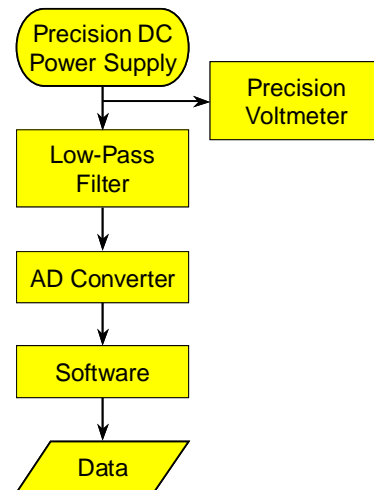 Precision DC
Power Supply
Precision
Voltmeter
Low-Pass
Filter
AD Converter
Software
Data